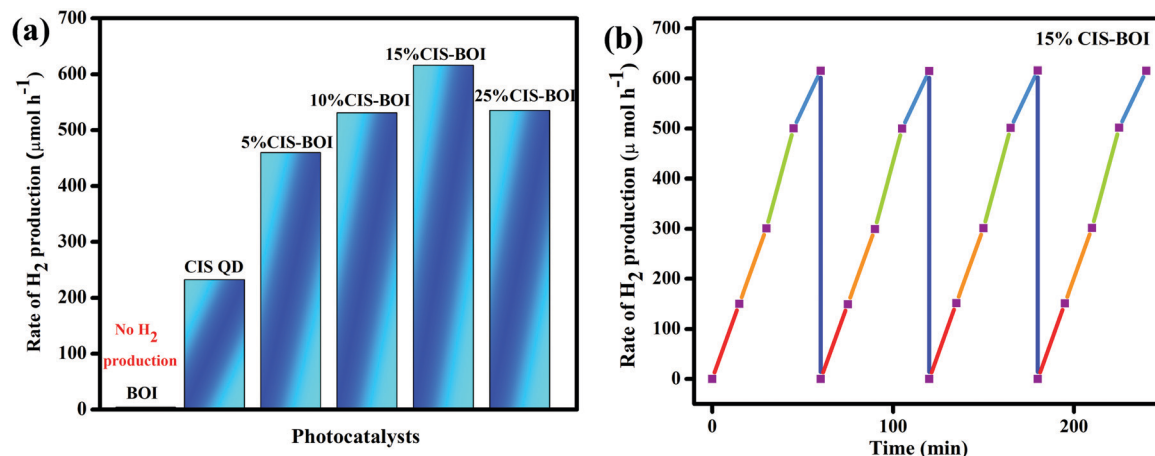 (a)
Rate of H2 production (μmol h-1)
700
600
500
400
300
200
100
0
No H2
production
BOI
CIS QD
5%CIS-BOI
10%CIS-BOI
15%CIS-BOI
25%CIS-BOI
Photocatalysts
(b)
15% CIS-BOI
Rate of H2 production (μ mol h-1)
700
600
500
400
300
200
100
0
0
100
200
Time (min)